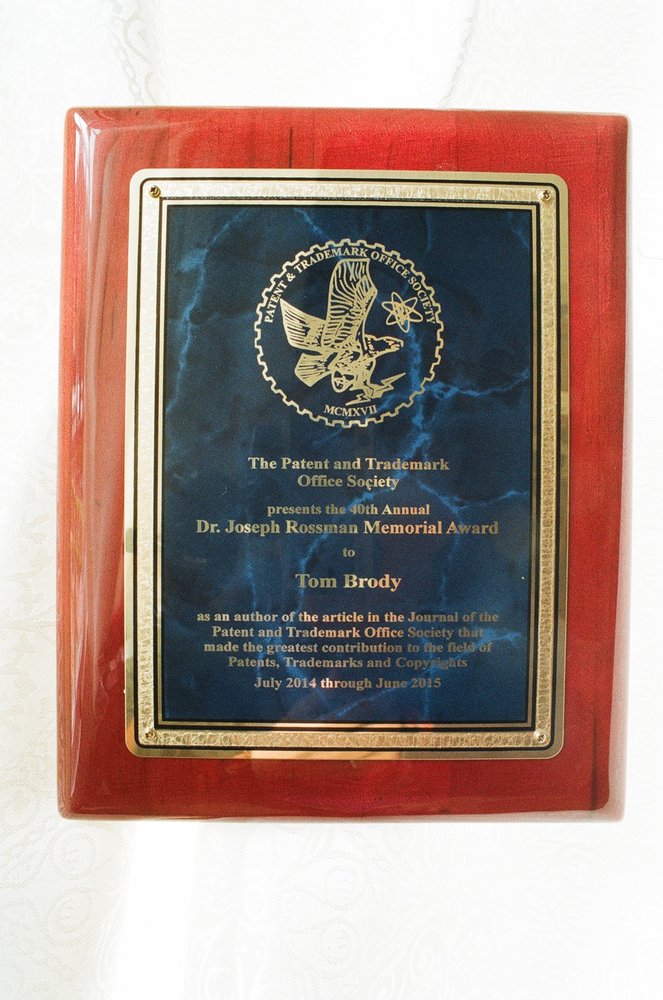 PATENT & TRADEMARK OFFICE SOCIETY
MCMXVII
The Patent and Trademark
Office Society
presents the 40th Annual
Dr. Joseph Rossman Memorial Award
to
Tom Brody
as an author of the article in the Journal of the
Patent and Trademark Office Society that
made the greatest contribution to the field of
Patents, Trademarks and Copyrights
July 2014 through June 2015